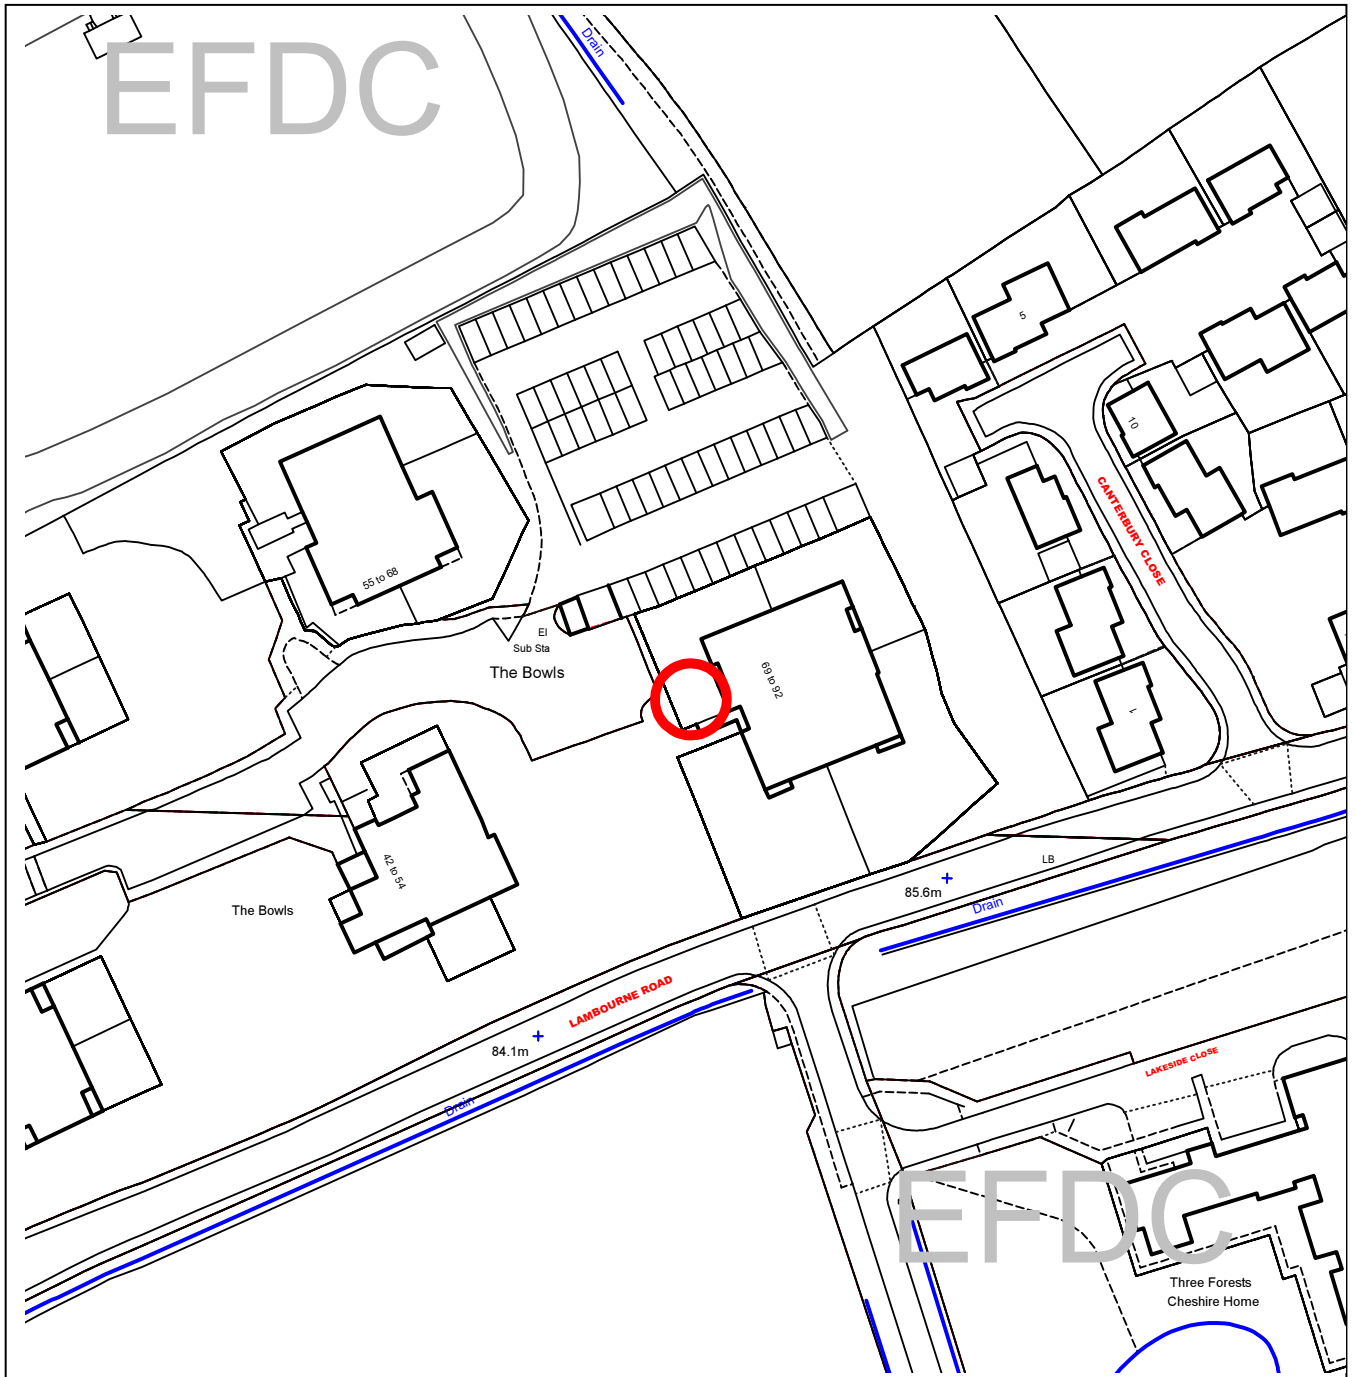 EFDC
Drain
5
10
CANTERBURY CLOSE
55 to 68
El
Sub Sta
The Bowls
69 to 92
1
42 to 54
LB
85.6m
The Bowls
Drain
LAMBOURNE ROAD
84.1m
LAKESIDE CLOSE
Drain
EFDC
Three Forests
Cheshire Home